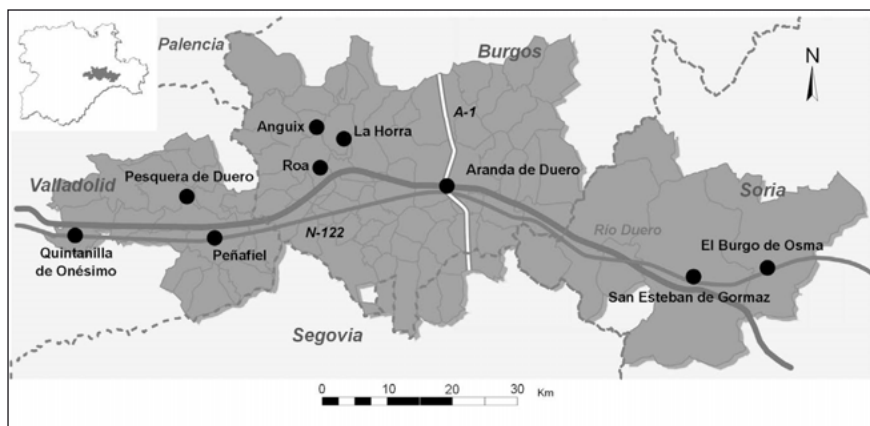 Palencia
Burgos
N
A-1
Anguix
La Horra
Roa
Aranda de Duero
Pesquera de Duero
Valladolid
Soria
Río Duero
N-122
El Burgo de Osma
Quintanilla
de Onésimo
Peñafiel
San Esteban de Gormaz
Segovia
0 5 10 20 30
Km